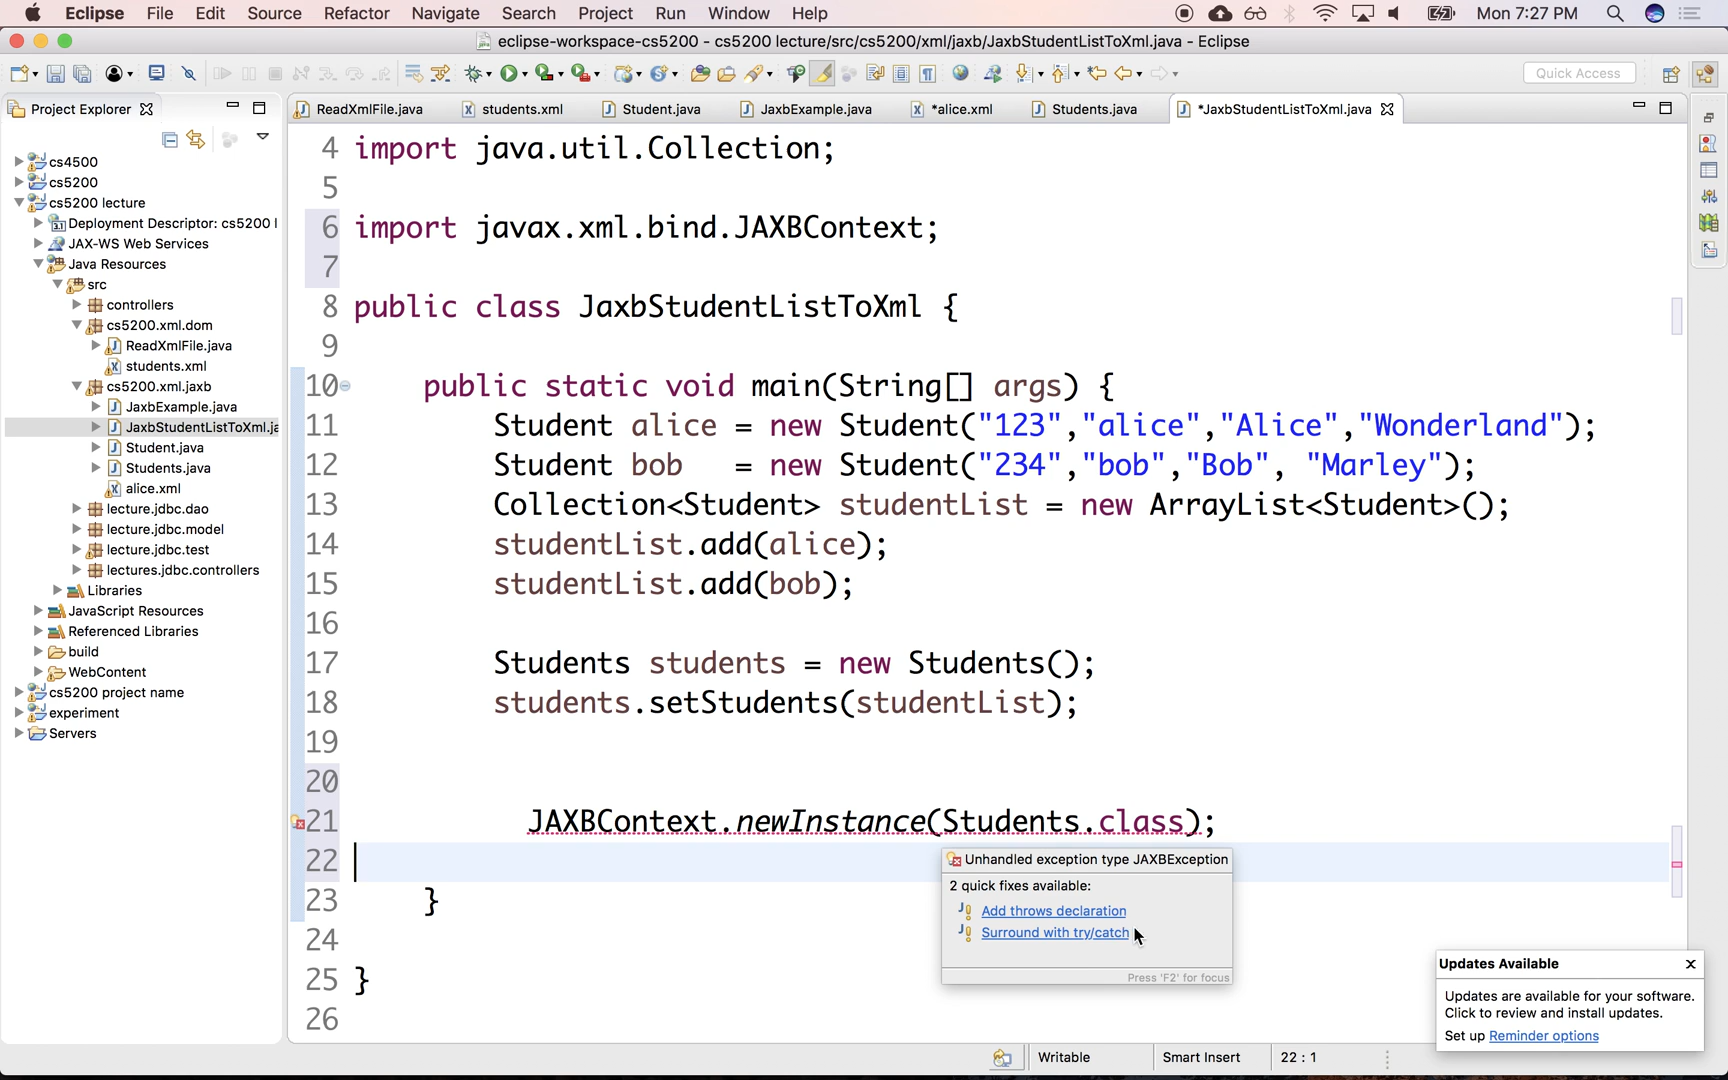 Eclipse File Edit Source Refactor Navigate Search Project Run Window Help Mon 7:27 PM
eclipse-workspace-cs5200 - cs5200 lecture/src/cs5200/xml/jaxb/JaxbStudentListToXml.java - Eclipse
Quick Access
Project Explorer
ReadXmlFile.java students.xml Student.java JaxbExample.java *alice.xml Students.java *JaxbStudentListToXml.java
cs4500
cs5200
cs5200 lecture
Deployment Descriptor: cs5200 l
JAX-WS Web Services
Java Resources
src
controllers
cs5200.xml.dom
ReadXmlFile.java
students.xml
cs5200.xml.jaxb
JaxbExample.java
JaxbStudentListToXml.ja
Student.java
Students.java
alice.xml
lecture.jdbc.dao
lecture.jdbc.model
lecture.jdbc.test
lectures.jdbc.controllers
Libraries
JavaScript Resources
Referenced Libraries
build
WebContent
cs5200 project name
experiment
Servers
4 import java.util.Collection;
5
6 import javax.xml.bind.JAXBContext;
7
8 public class JaxbStudentListToXml {
9
10 public static void main(String[] args) {
11 Student alice = new Student("123","alice","Alice","Wonderland");
12 Student bob   = new Student("234","bob","Bob", "Marley");
13 Collection<Student> studentList = new ArrayList<Student>();
14 studentList.add(alice);
15 studentList.add(bob);
16
17 Students students = new Students();
18 students.setStudents(studentList);
19
20
21 JAXBContext.newInstance(Students.class);
22
23 }
24
25 }
26
Unhandled exception type JAXBException
2 quick fixes available:
Add throws declaration
Surround with try/catch
Press 'F2' for focus
Updates Available x
Updates are available for your software.
Click to review and install updates.
Set up Reminder options
Writable Smart Insert 22 : 1